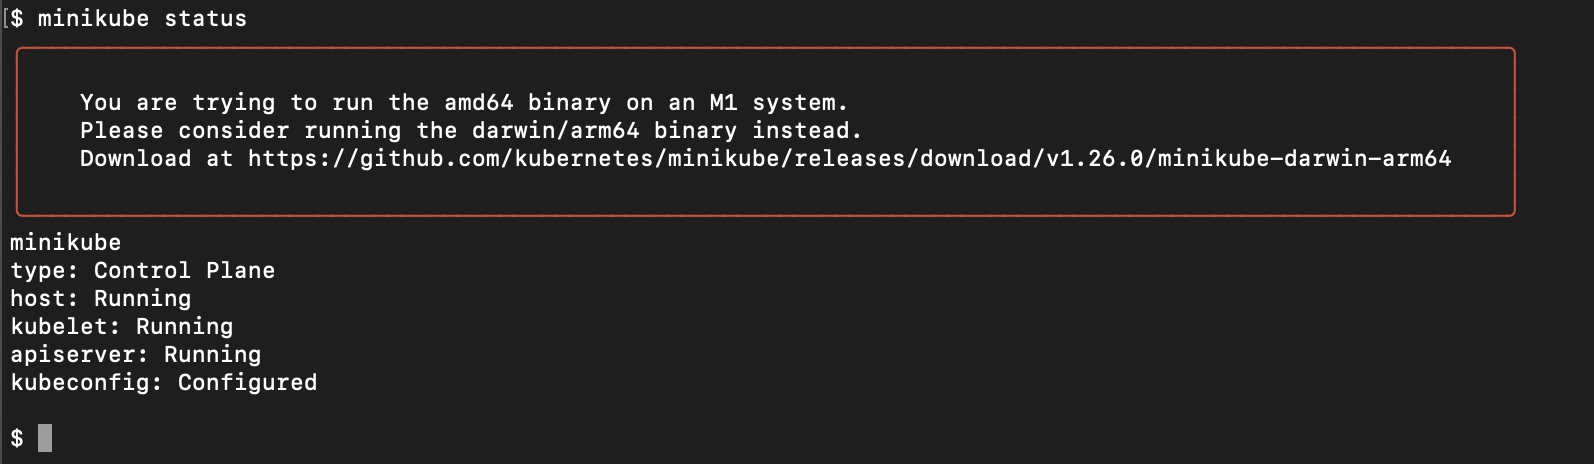 [$ minikube status
You are trying to run the amd64 binary on an M1 system.
Please consider running the darwin/arm64 binary instead.
Download at https://github.com/kubernetes/minikube/releases/download/v1.26.0/minikube-darwin-arm64
minikube
type: Control Plane
host: Running
kubelet: Running
apiserver: Running
kubeconfig: Configured
$